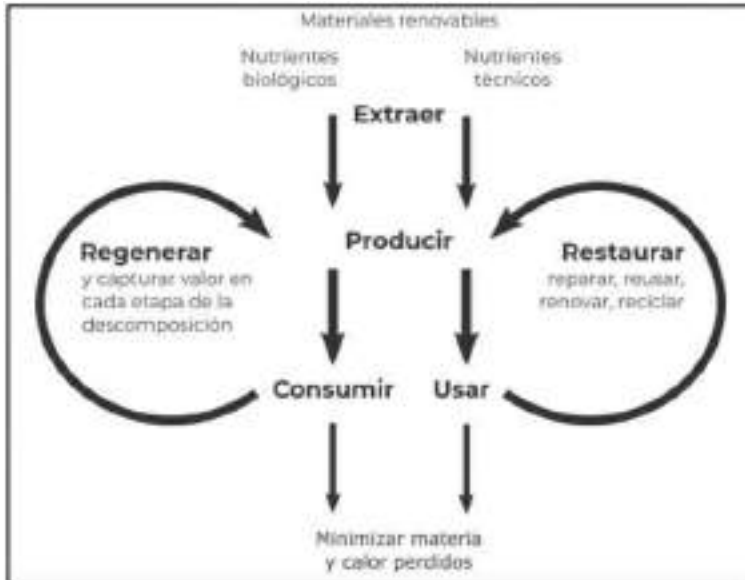 Materiales renovables
Nutrientes
biológicos
Nutrientes
técnicos
Extraer
Producir
Regenerar
y capturar valor en
cada etapa de la
descomposición
Restaurar
reparar, reusar,
renovar, reciclar
Consumir
Usar
Minimizar materia
y calor perdidos